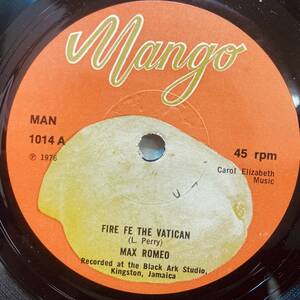 Mango
MAN
1014 A
℗ 1976
45 rpm
Carol Elizabeth
Music
FIRE FE THE VATICAN
(L. Perry)
MAX ROMEO
Recorded at the Black Ark Studio,
Kingston, Jamaica